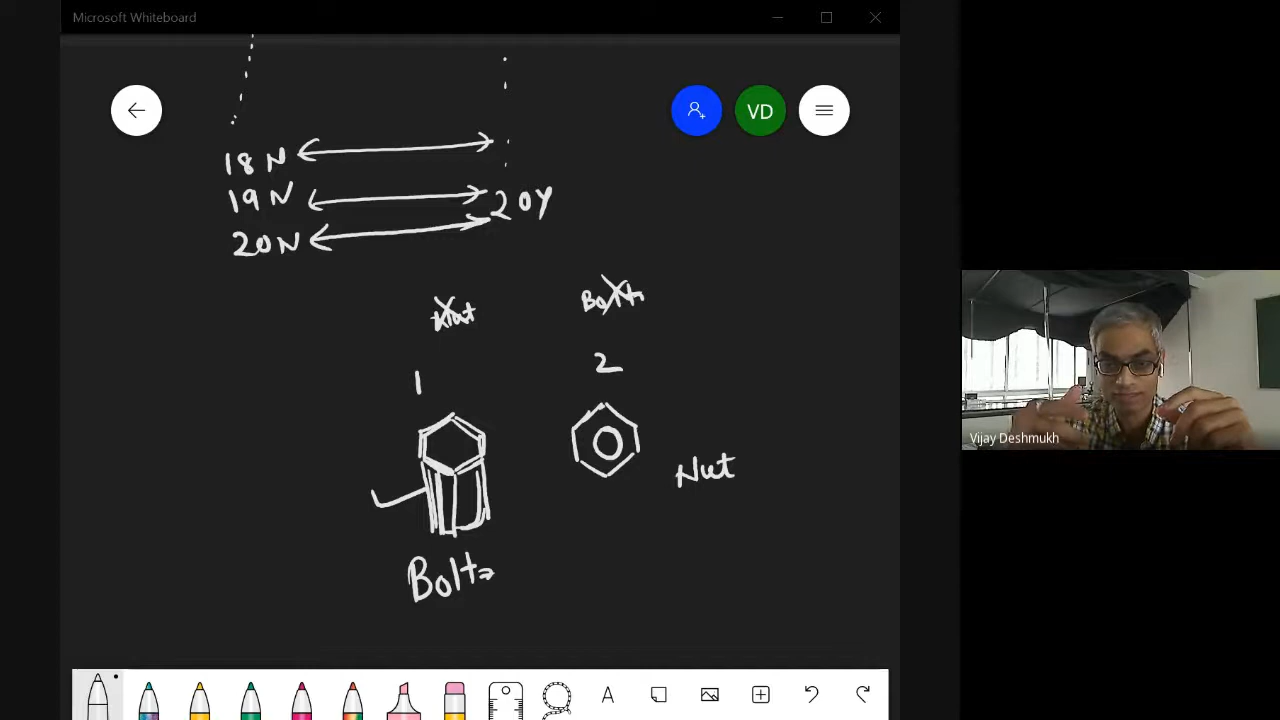 Microsoft Whiteboard
VD
18 N
19 N
20 Y
20 N
1
2
Nut
Bolt
A
Vijay Deshmukh